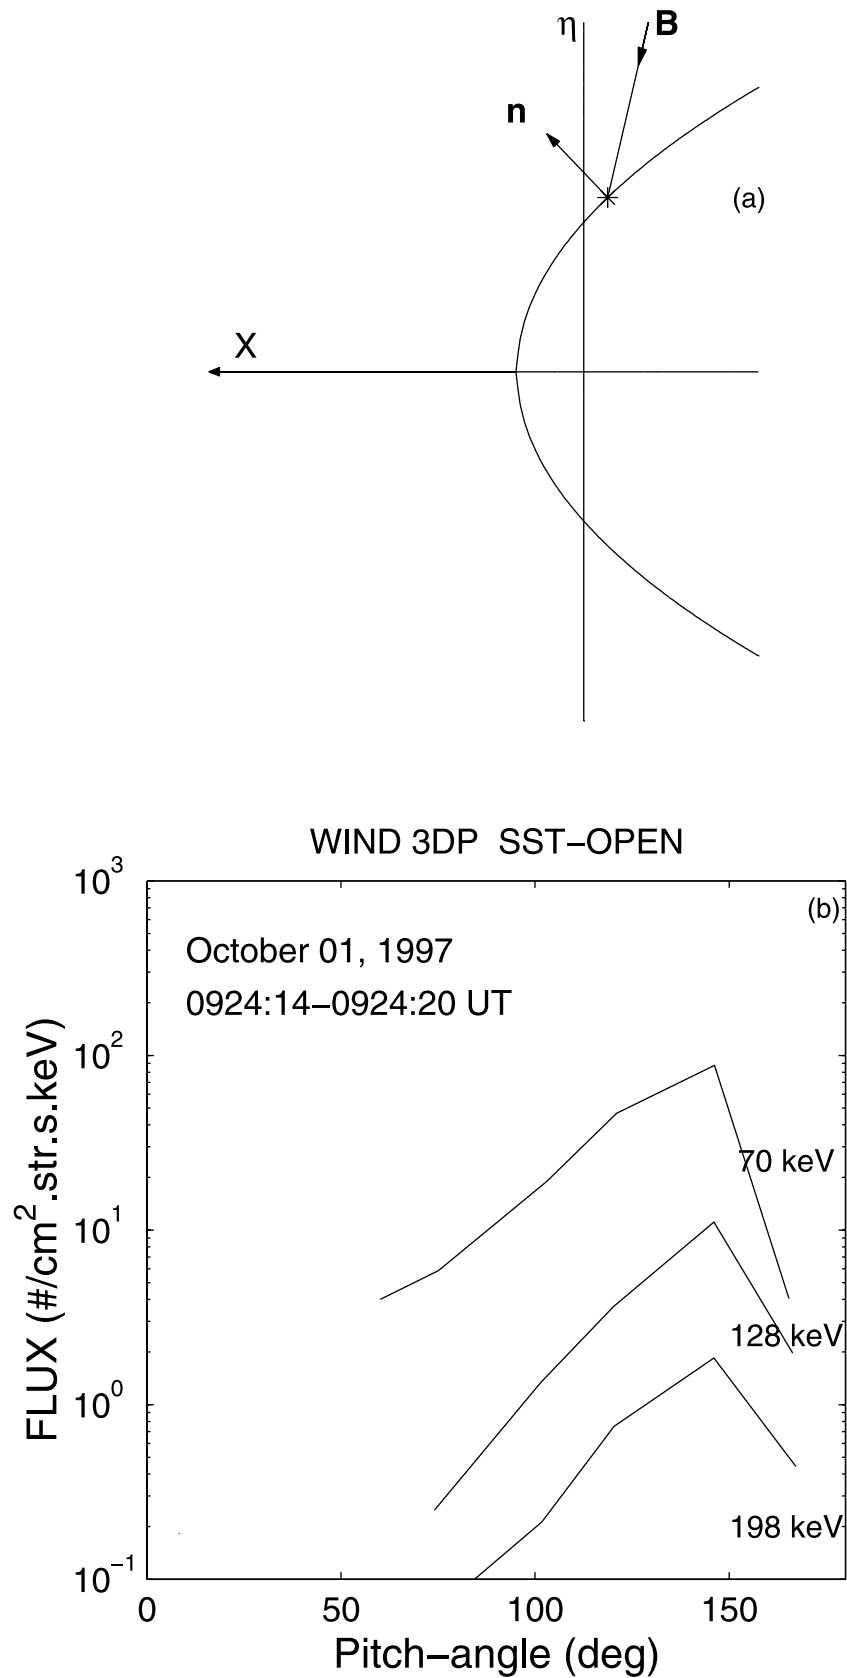 η
B
n
(a)
X
WIND 3DP SST−OPEN
(b)
October 01, 1997
0924:14−0924:20 UT
10³
10²
10¹
10⁰
10⁻¹
FLUX (#/cm².str.s.keV)
70 keV
128 keV
198 keV
0
50
100
150
Pitch−angle (deg)